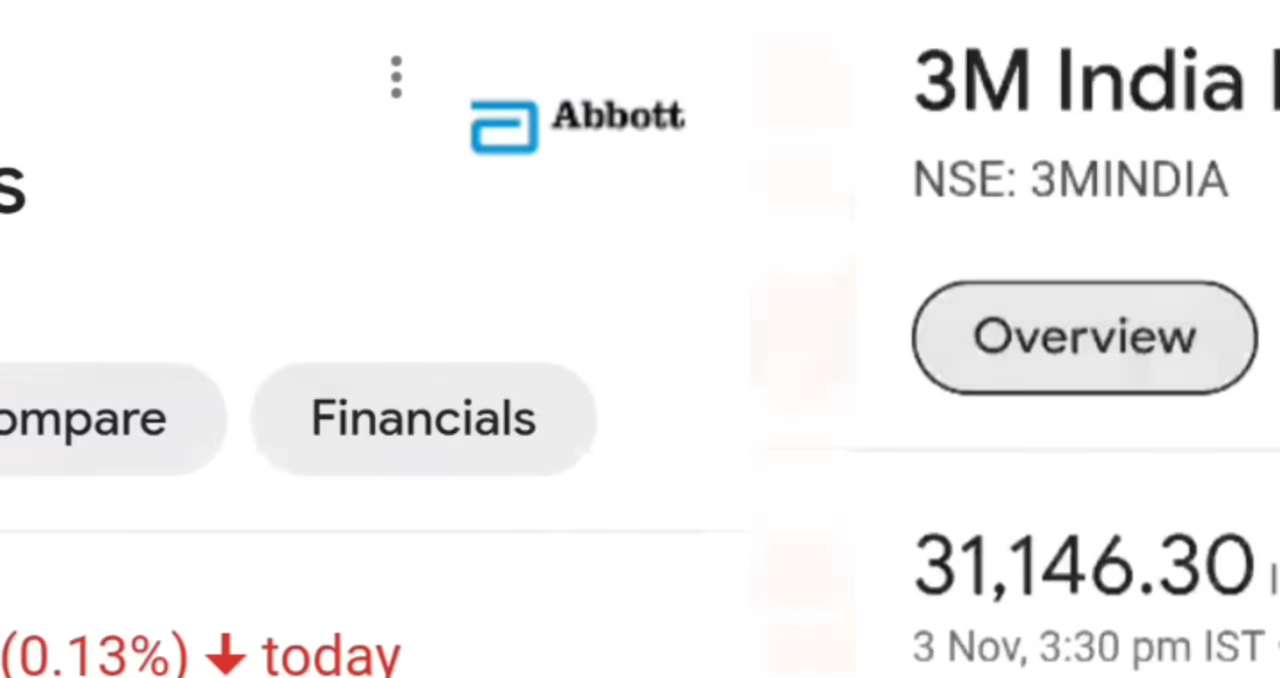 Abbott
s
ompare
Financials
(0.13%) ↓ today
3M India
NSE: 3MINDIA
Overview
31,146.30
3 Nov, 3:30 pm IST